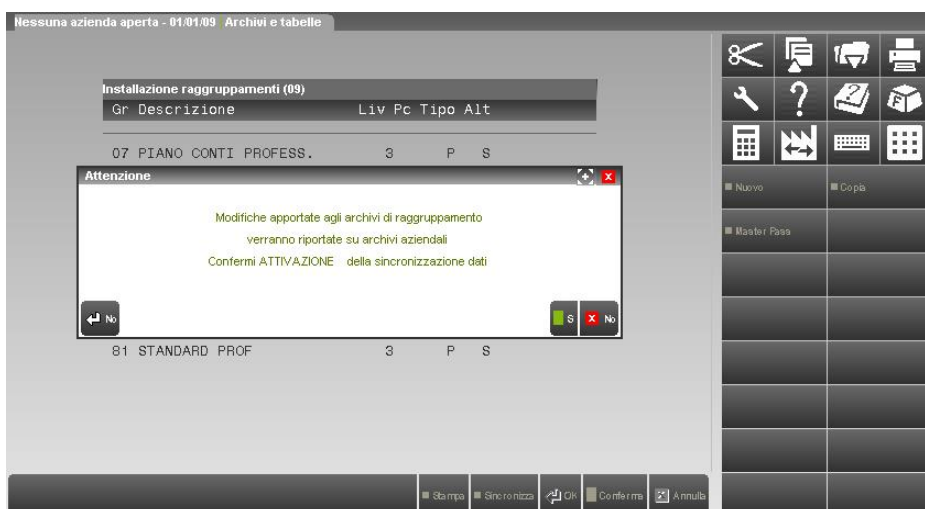 Nessuna azienda aperta - 01/01/09 Archivi e tabelle
Installazione raggruppamenti (09)
Gr Descrizione Liv Pc Tipo Alt
07 PIANO CONTI PROFESS. 3 P S
Attenzione
Modifiche apportate agli archivi di raggruppamento
verranno riportate su archivi aziendali
Confermi ATTIVAZIONE della sincronizzazione dati
No
S
No
81 STANDARD PROF 3 P S
Nuovo
Copia
Master Pass
Stampa
Sincronizza
OK
Conferma
Annulla